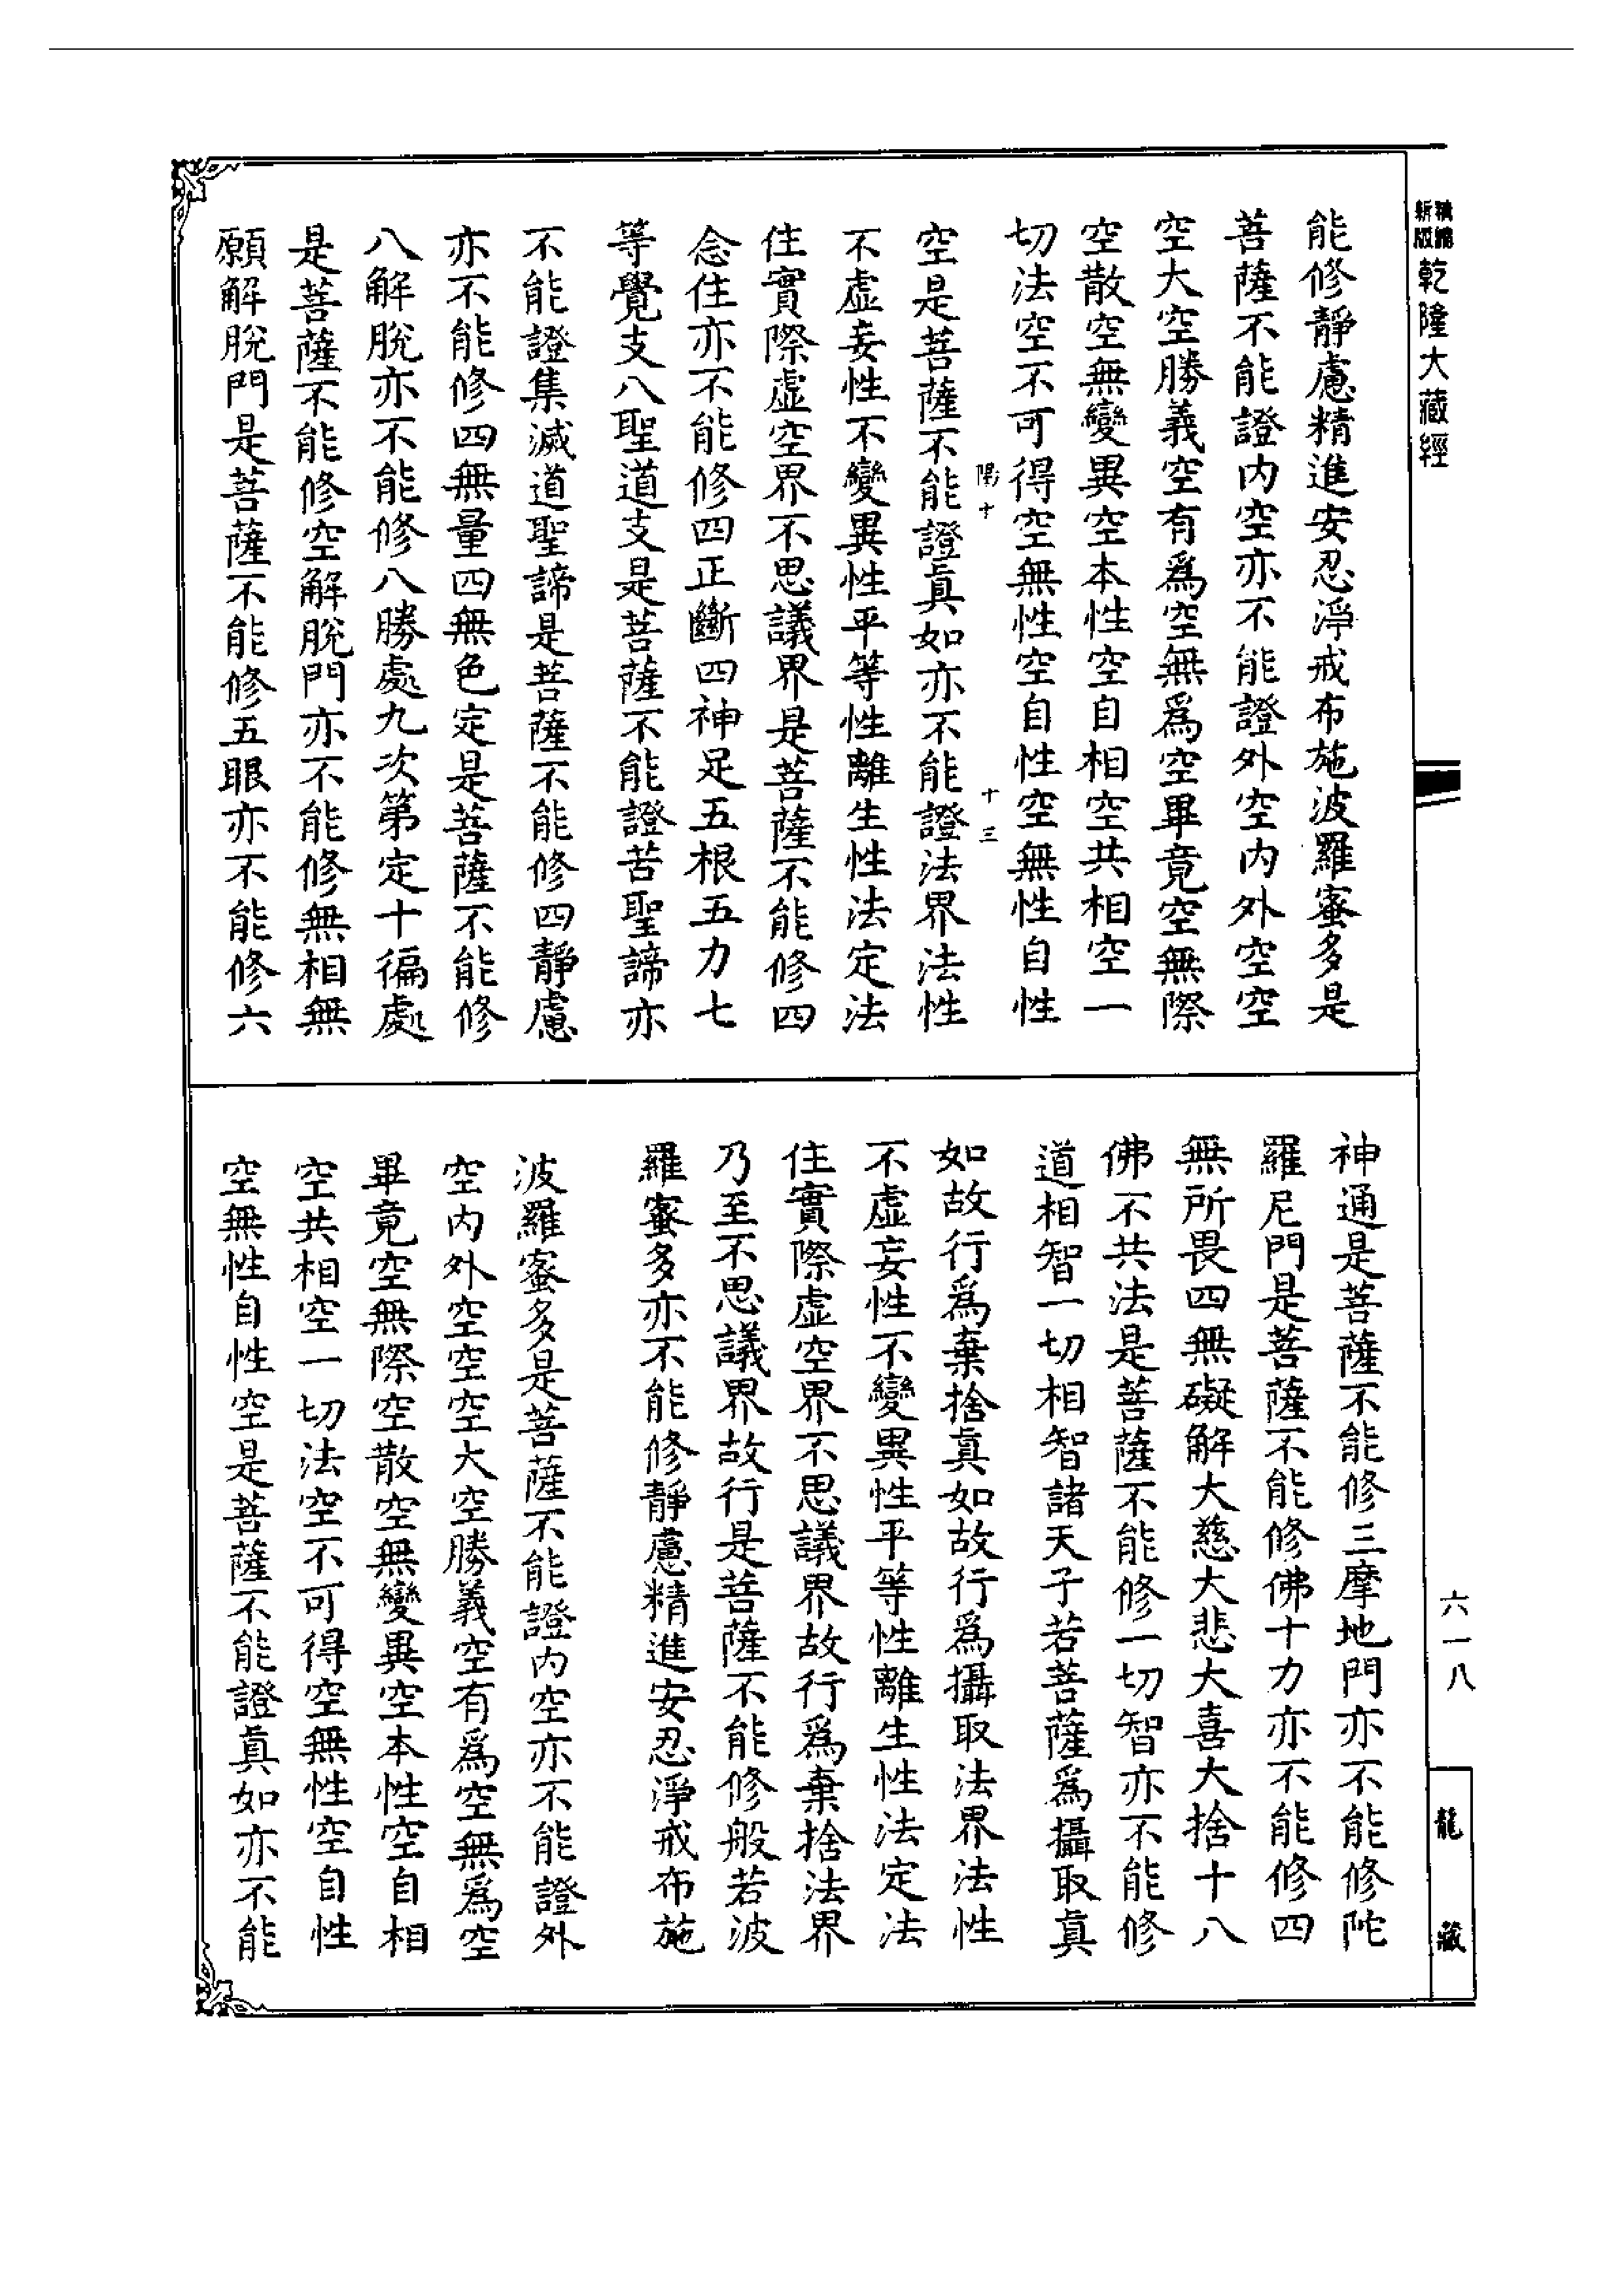 精編
新版
乾隆大藏經
能修靜慮精進安忍淨戒布施波羅蜜多是
菩薩不能證內空亦不能證外空內外空空
空大空勝義空有爲空無爲空畢竟空無際
空散空無變異空本性空自相空共相空一
切法空不可得空無性空自性空無性自性
陽十 十三
空是菩薩不能證眞如亦不能證法界法性
不虛妄性不變異性平等性離生性法定法
住實際虛空界不思議界是菩薩不能修四
念住亦不能修四正斷四神足五根五力七
等覺支八聖道支是菩薩不能證苦聖諦亦
不能證集滅道聖諦是菩薩不能修四靜慮
亦不能修四無量四無色定是菩薩不能修
八解脫亦不能修八勝處九次第定十徧處
是菩薩不能修空解脫門亦不能修無相無
願解脫門是菩薩不能修五眼亦不能修六
神通是菩薩不能修三摩地門亦不能修陀
羅尼門是菩薩不能修佛十力亦不能修四
無所畏四無礙解大慈大悲大喜大捨十八
佛不共法是菩薩不能修一切智亦不能修
道相智一切相智諸天子若菩薩爲攝取眞
如故行爲棄捨眞如故行爲攝取法界法性
不虛妄性不變異性平等性離生性法定法
住實際虛空界不思議界故行爲棄捨法界
乃至不思議界故行是菩薩不能修般若波
羅蜜多亦不能修靜慮精進安忍淨戒布施
波羅蜜多是菩薩不能證內空亦不能證外
空內外空空空大空勝義空有爲空無爲空
畢竟空無際空散空無變異空本性空自相
空共相空一切法空不可得空無性空自性
空無性自性空是菩薩不能證眞如亦不能
六一八
龍藏